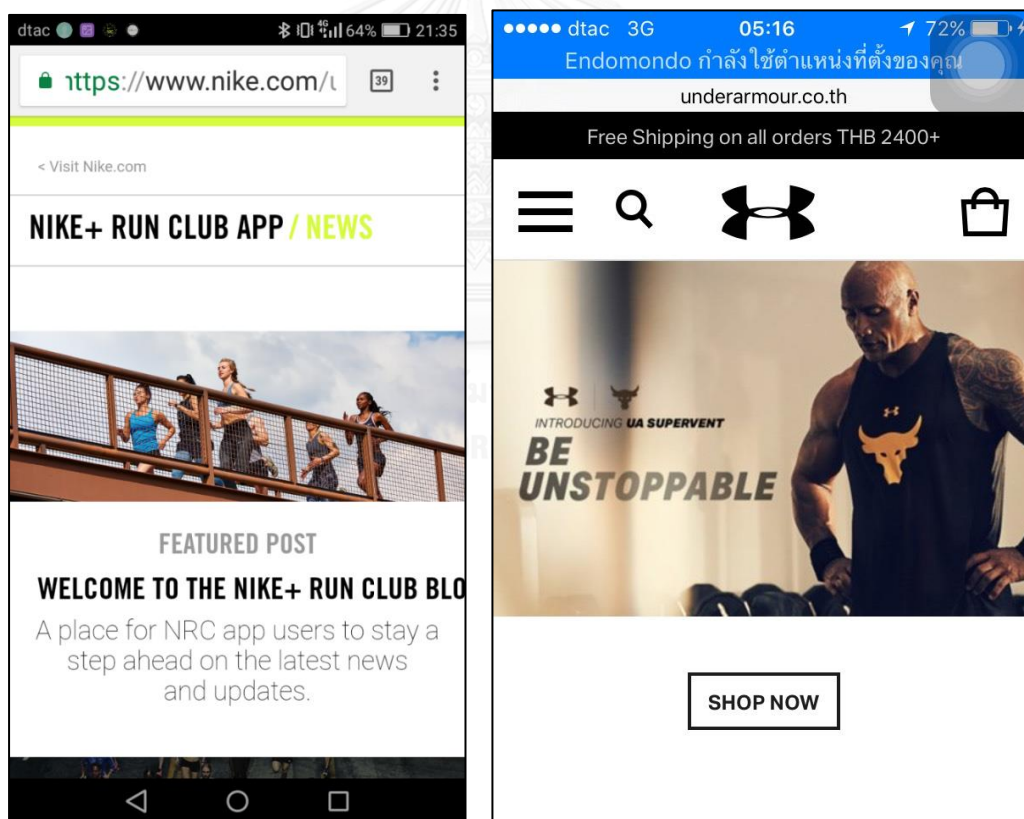 dtac 4G 64% 21:35
https://www.nike.com/u
39
< Visit Nike.com
NIKE+ RUN CLUB APP / NEWS
FEATURED POST
WELCOME TO THE NIKE+ RUN CLUB BLO
A place for NRC app users to stay a
step ahead on the latest news
and updates.
dtac 3G 05:16 72%
Endomondo กำลังใช้ตำแหน่งที่ตั้งของคุณ
underarmour.co.th
Free Shipping on all orders THB 2400+
INTRODUCING UA SUPERVENT
BE
UNSTOPPABLE
SHOP NOW